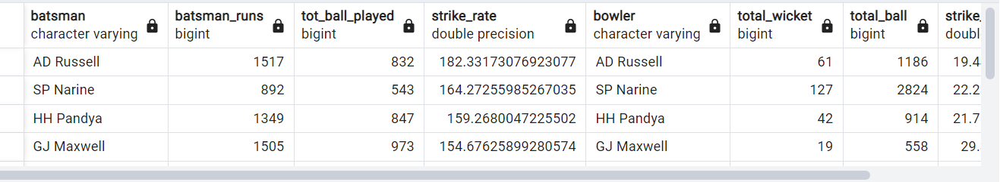 batsman batsman_runs tot_ball_played strike_rate bowler total_wicket total_ball strike_
character varying bigint bigint double precision character varying bigint bigint doubl
AD Russell 1517 832 182.33173076923077 AD Russell 61 1186 19.4
SP Narine 892 543 164.27255985267035 SP Narine 127 2824 22.2
HH Pandya 1349 847 159.2680047225502 HH Pandya 42 914 21.7
GJ Maxwell 1505 973 154.67625899280574 GJ Maxwell 19 558 29.